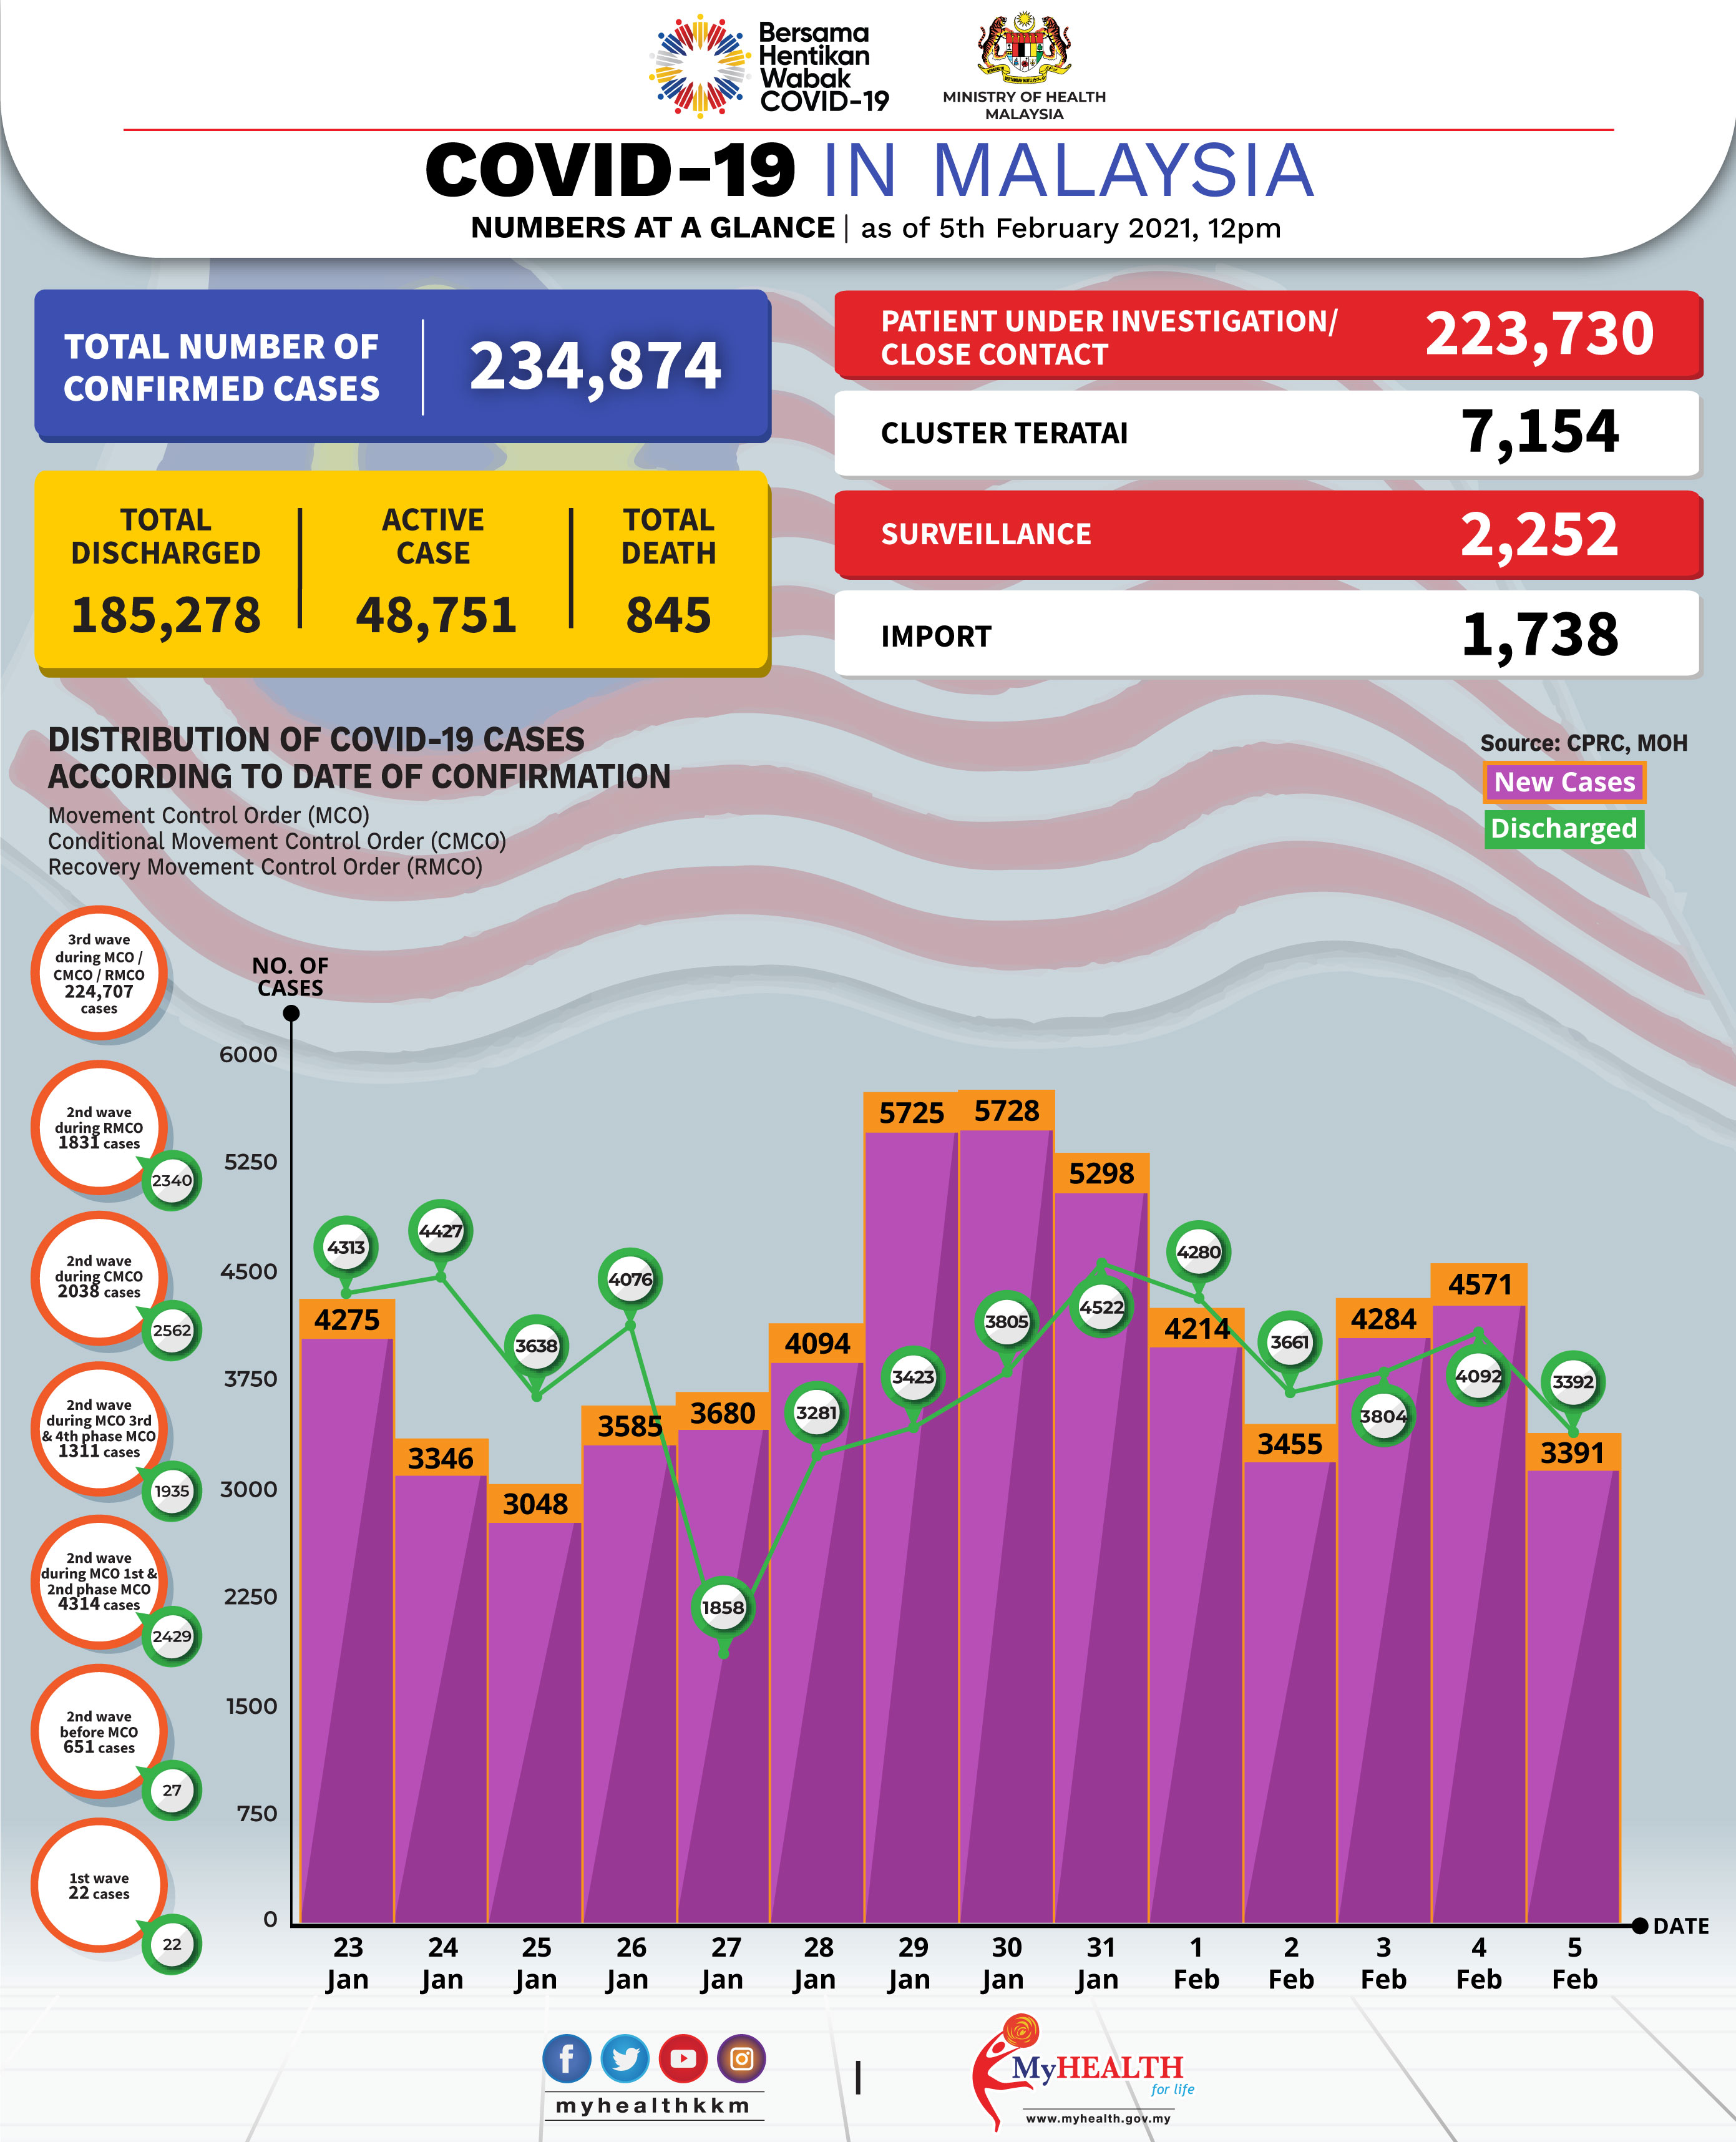 Bersama
Hentikan
Wabak
COVID-19
MINISTRY OF HEALTH
MALAYSIA
COVID-19 IN MALAYSIA
NUMBERS AT A GLANCE | as of 5th February 2021, 12pm
TOTAL NUMBER OF
CONFIRMED CASES
234,874
TOTAL
DISCHARGED
185,278
ACTIVE
CASE
48,751
TOTAL
DEATH
845
PATIENT UNDER INVESTIGATION/
CLOSE CONTACT
223,730
CLUSTER TERATAI
7,154
SURVEILLANCE
2,252
IMPORT
1,738
DISTRIBUTION OF COVID-19 CASES
ACCORDING TO DATE OF CONFIRMATION
Movement Control Order (MCO)
Conditional Movement Control Order (CMCO)
Recovery Movement Control Order (RMCO)
Source: CPRC, MOH
New Cases
Discharged
3rd wave
during MCO /
CMCO / RMCO
224,707
cases
2nd wave
during RMCO
1831 cases
2340
2nd wave
during CMCO
2038 cases
2562
2nd wave
during MCO 3rd
& 4th phase MCO
1311 cases
1935
2nd wave
during MCO 1st &
2nd phase MCO
4314 cases
2429
2nd wave
before MCO
651 cases
27
1st wave
22 cases
22
NO. OF
CASES
6000
5250
4500
3750
3000
2250
1500
750
0
4275
3346
3048
3585
3680
4094
5725
5728
5298
4214
3455
4284
4571
3391
4313
4427
3638
4076
1858
3281
3423
3805
4522
4280
3661
3804
4092
3392
23 Jan
24 Jan
25 Jan
26 Jan
27 Jan
28 Jan
29 Jan
30 Jan
31 Jan
1 Feb
2 Feb
3 Feb
4 Feb
5 Feb
DATE
myhealthkkm
MyHEALTH
for life
www.myhealth.gov.my